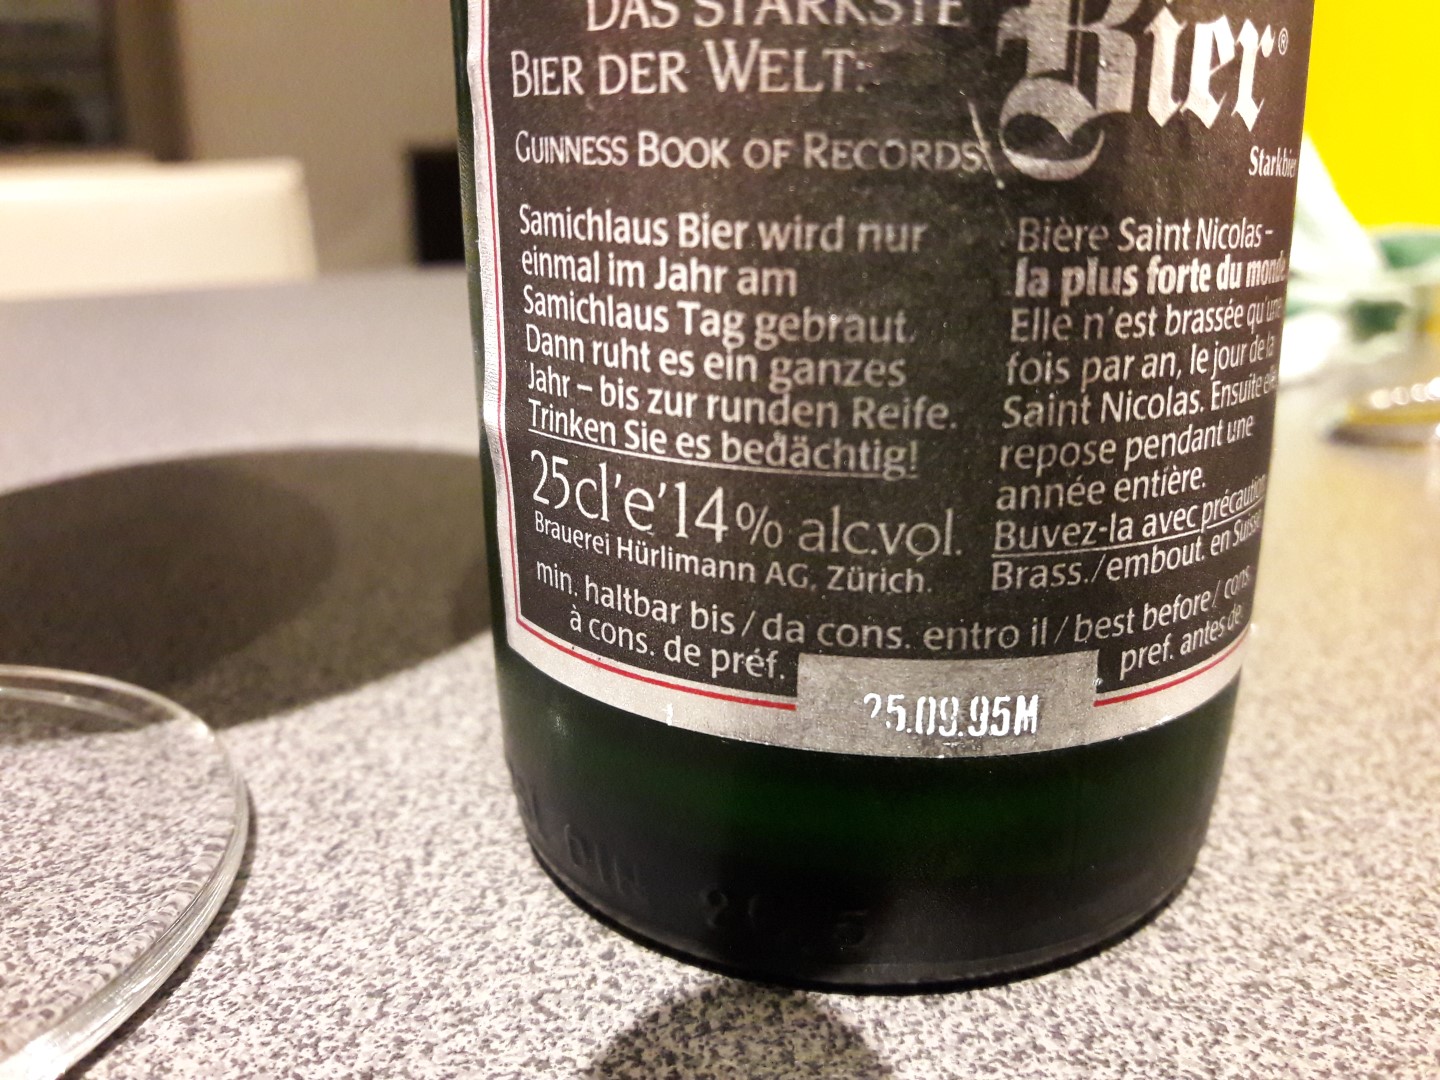 DAS STÄRKSTE
BIER DER WELT:
GUINNESS BOOK OF RECORDS
Samichlaus Bier wird nur
einmal im Jahr am
Samichlaus Tag gebraut.
Dann ruht es ein ganzes
Jahr – bis zur runden Reife.
Trinken Sie es bedächtig!
25cl'e'14% alc.vol.
Brauerei Hürlimann AG, Zürich.
Bier®
Starkbier
Bière Saint Nicolas –
la plus forte du monde
Elle n'est brassée qu'une
fois par an, le jour de la
Saint Nicolas. Ensuite elle
repose pendant une
année entière.
Buvez-la avec précaution
Brass./embout. en Suisse
min. haltbar bis / da cons. entro il / best before / cons.
à cons. de préf. pref. antes de
25.09.95M